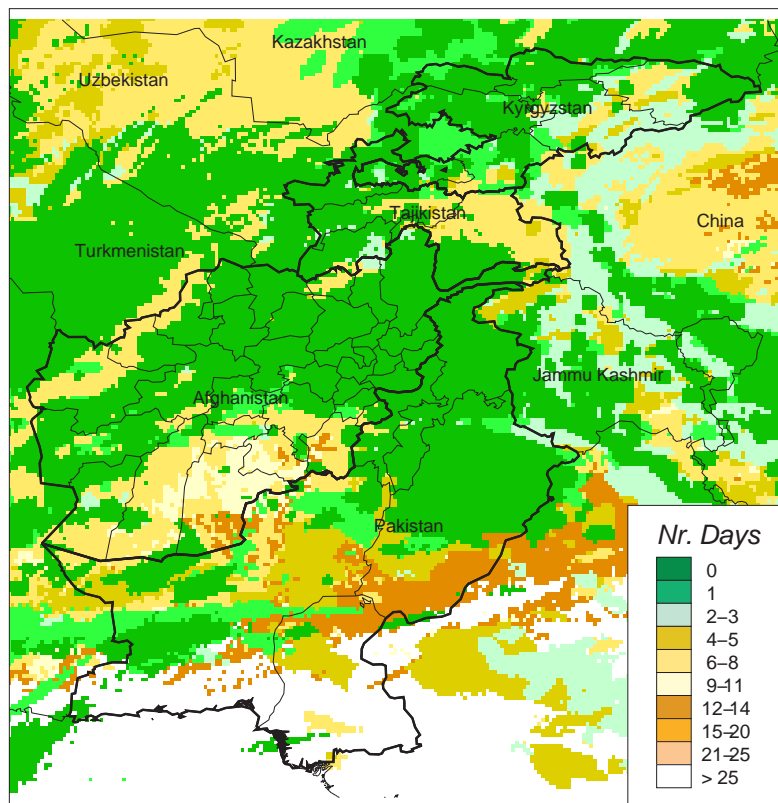 Kazakhstan
Uzbekistan
Kyrgyzstan
Tajikistan
China
Turkmenistan
Jammu Kashmir
Afghanistan
Pakistan
Nr. Days
0
1
2–3
4–5
6–8
9–11
12–14
15–20
21–25
> 25